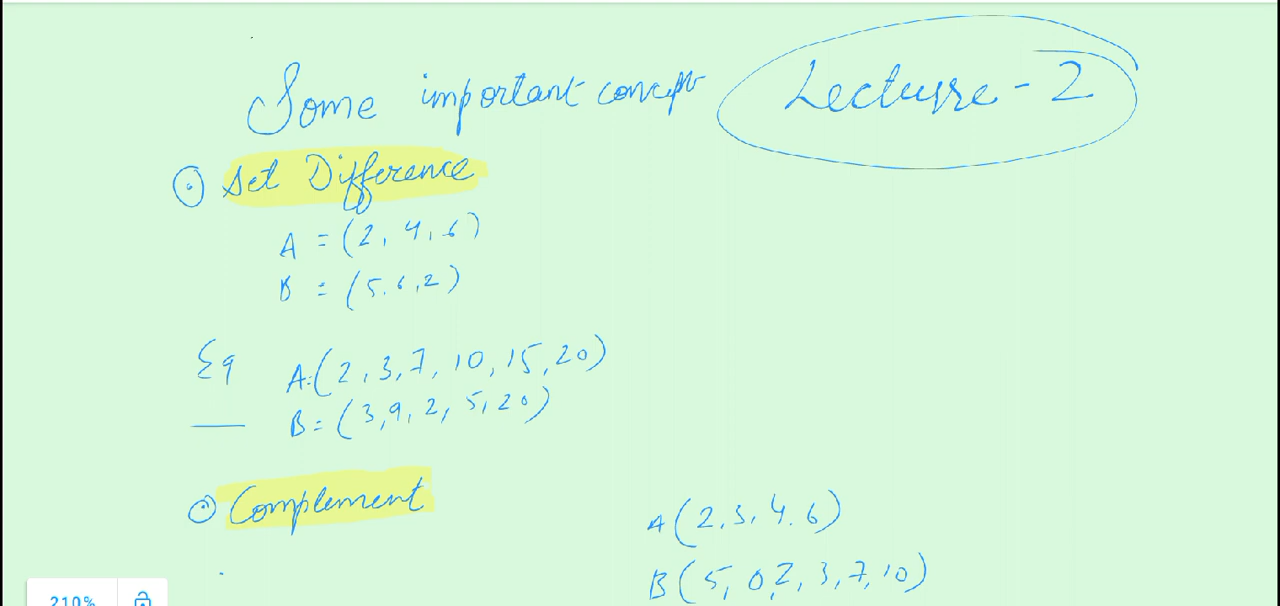 Some important concept Lecture-2
Set Difference
A = (2, 4, 6)
B = (5.6,2)
Eg A=(2,3,7,10,15,20)
B=(3,9,2,5,20)
Complement
A(2,3,4.6)
B(5,0,2,3,7,10)
210%